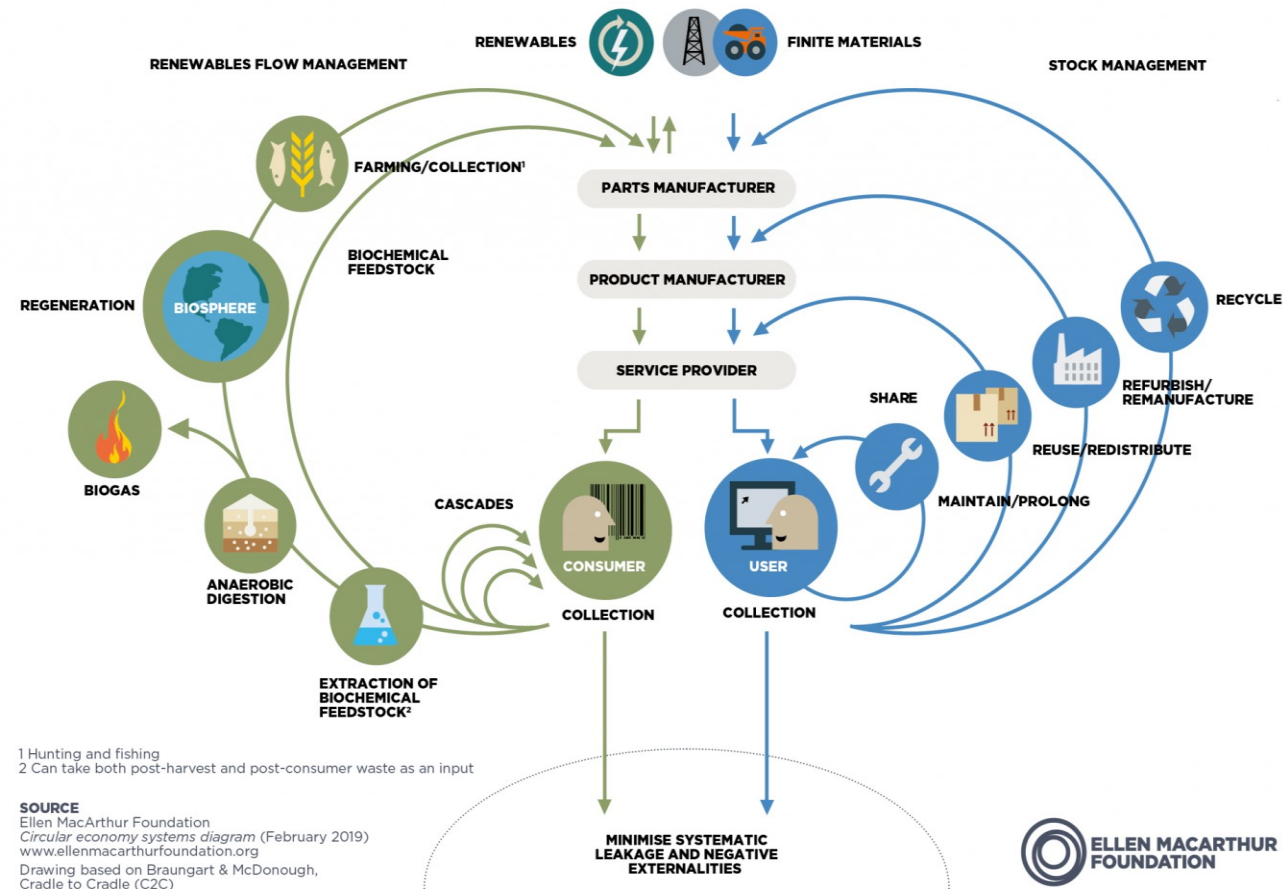 RENEWABLES
FINITE MATERIALS
RENEWABLES FLOW MANAGEMENT
STOCK MANAGEMENT
FARMING/COLLECTION¹
PARTS MANUFACTURER
BIOCHEMICAL
FEEDSTOCK
PRODUCT MANUFACTURER
REGENERATION
BIOSPHERE
RECYCLE
SERVICE PROVIDER
REFURBISH/
REMANUFACTURE
SHARE
REUSE/REDISTRIBUTE
BIOGAS
CASCADES
MAINTAIN/PROLONG
CONSUMER
USER
ANAEROBIC
DIGESTION
COLLECTION
COLLECTION
EXTRACTION OF
BIOCHEMICAL
FEEDSTOCK²
1 Hunting and fishing
2 Can take both post-harvest and post-consumer waste as an input
SOURCE
Ellen MacArthur Foundation
Circular economy systems diagram (February 2019)
www.ellenmacarthurfoundation.org
Drawing based on Braungart & McDonough,
Cradle to Cradle (C2C)
MINIMISE SYSTEMATIC
LEAKAGE AND NEGATIVE
EXTERNALITIES
ELLEN MACARTHUR
FOUNDATION